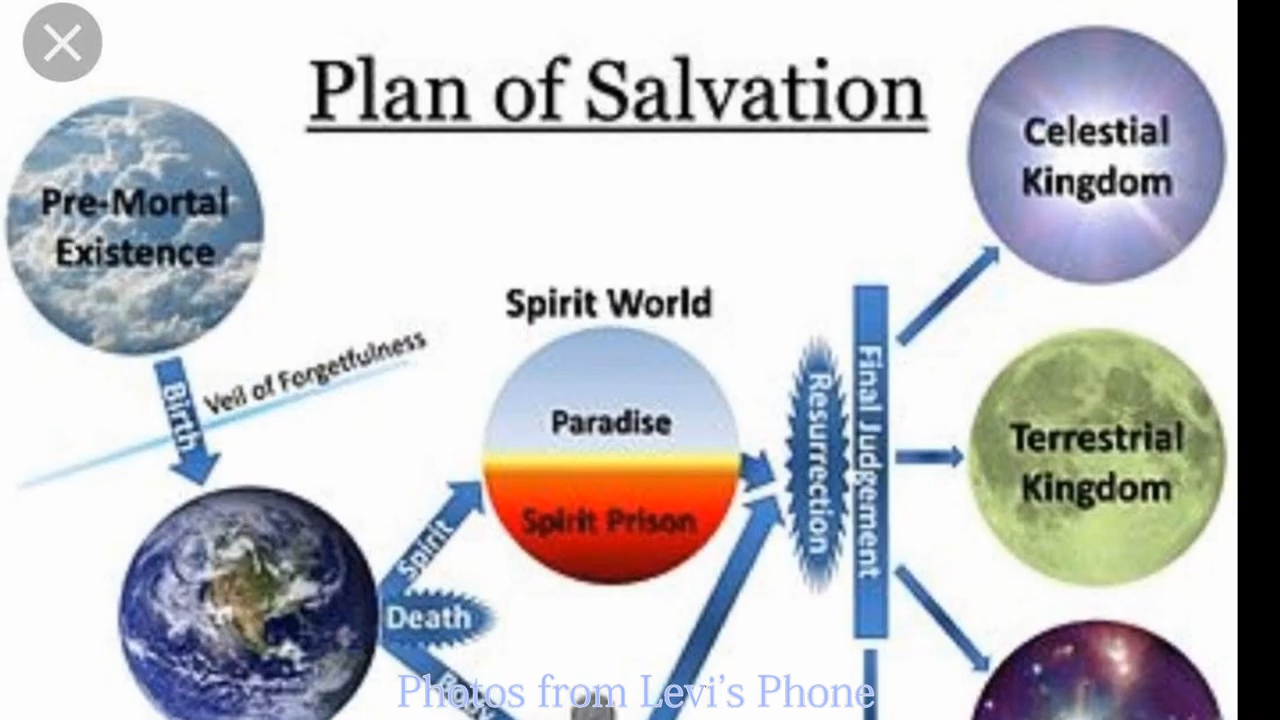 Plan of Salvation
Pre-Mortal
Existence
Birth
Veil of Forgetfulness
Spirit World
Paradise
Spirit Prison
Spirit
Death
Resurrection
Final Judgement
Celestial
Kingdom
Terrestrial
Kingdom
Photos from Levi's Phone